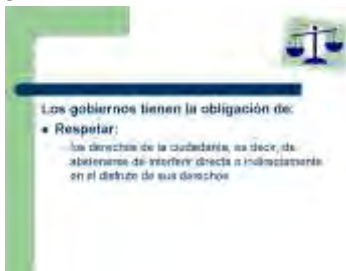 Los gobiernos tienen la obligación de:
• Respetar:
– los derechos de la ciudadanía, es decir, de
abstenerse de interferir directa o indirectamente
en el disfrute de sus derechos